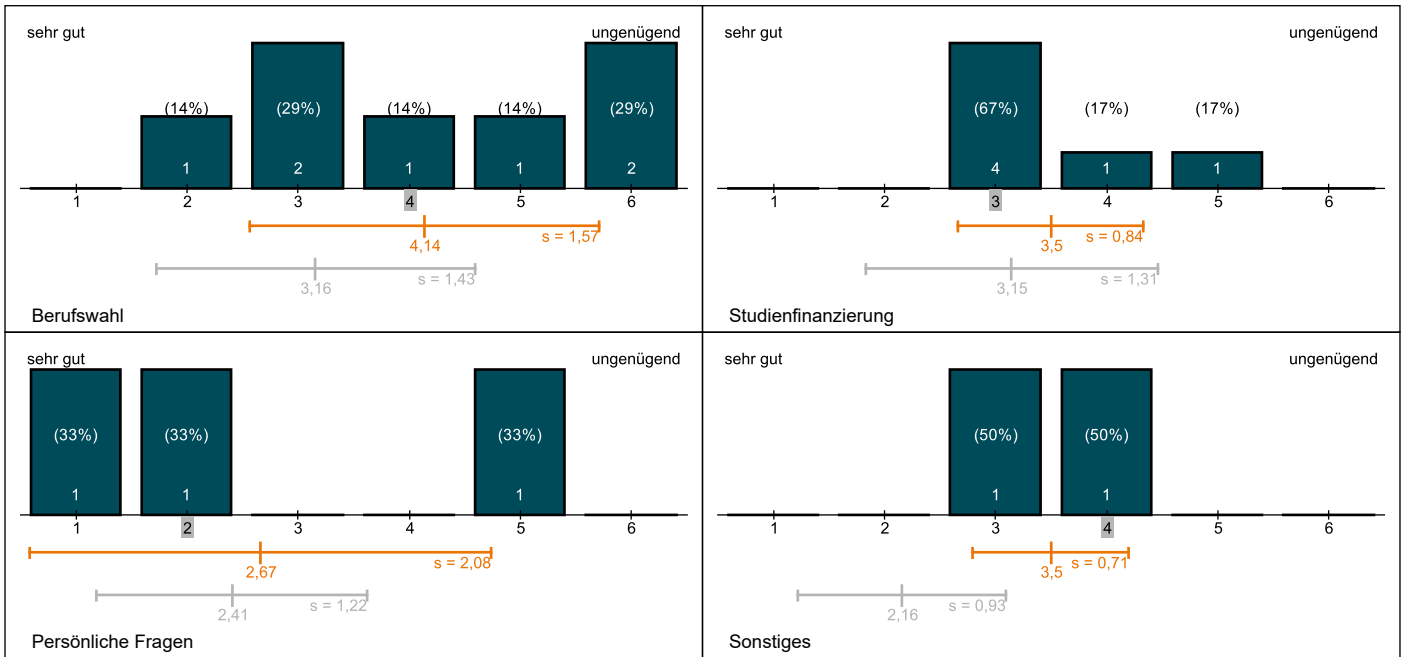 sehr gut ungenügend
(14%) (29%) (14%) (14%) (29%)
1 2 1 1 2
1 2 3 4 5 6
4,14 s = 1,57
3,16 s = 1,43
Berufswahl
sehr gut ungenügend
(67%) (17%) (17%)
4 1 1
1 2 3 4 5 6
3,5 s = 0,84
3,15 s = 1,31
Studienfinanzierung
sehr gut ungenügend
(33%) (33%) (33%)
1 1 1
1 2 3 4 5 6
2,67 s = 2,08
2,41 s = 1,22
Persönliche Fragen
sehr gut ungenügend
(50%) (50%)
1 1
1 2 3 4 5 6
3,5 s = 0,71
2,16 s = 0,93
Sonstiges